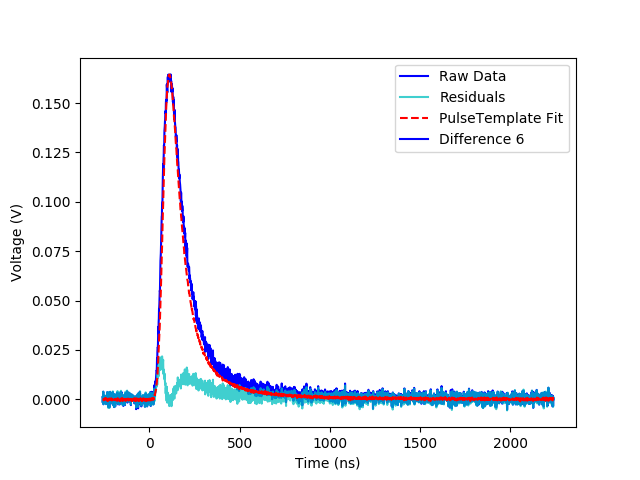 Raw Data
Residuals
PulseTemplate Fit
Difference 6
0.150
0.125
0.100
0.075
0.050
0.025
0.000
Voltage (V)
0
500
1000
1500
2000
Time (ns)